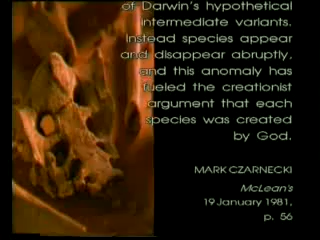 of Darwin's hypothetical
intermediate variants.
Instead species appear
and disappear abruptly,
and this anomaly has
fueled the creationist
argument that each
species was created
by God.
MARK CZARNECKI
McLean's
19 January 1981,
p. 56